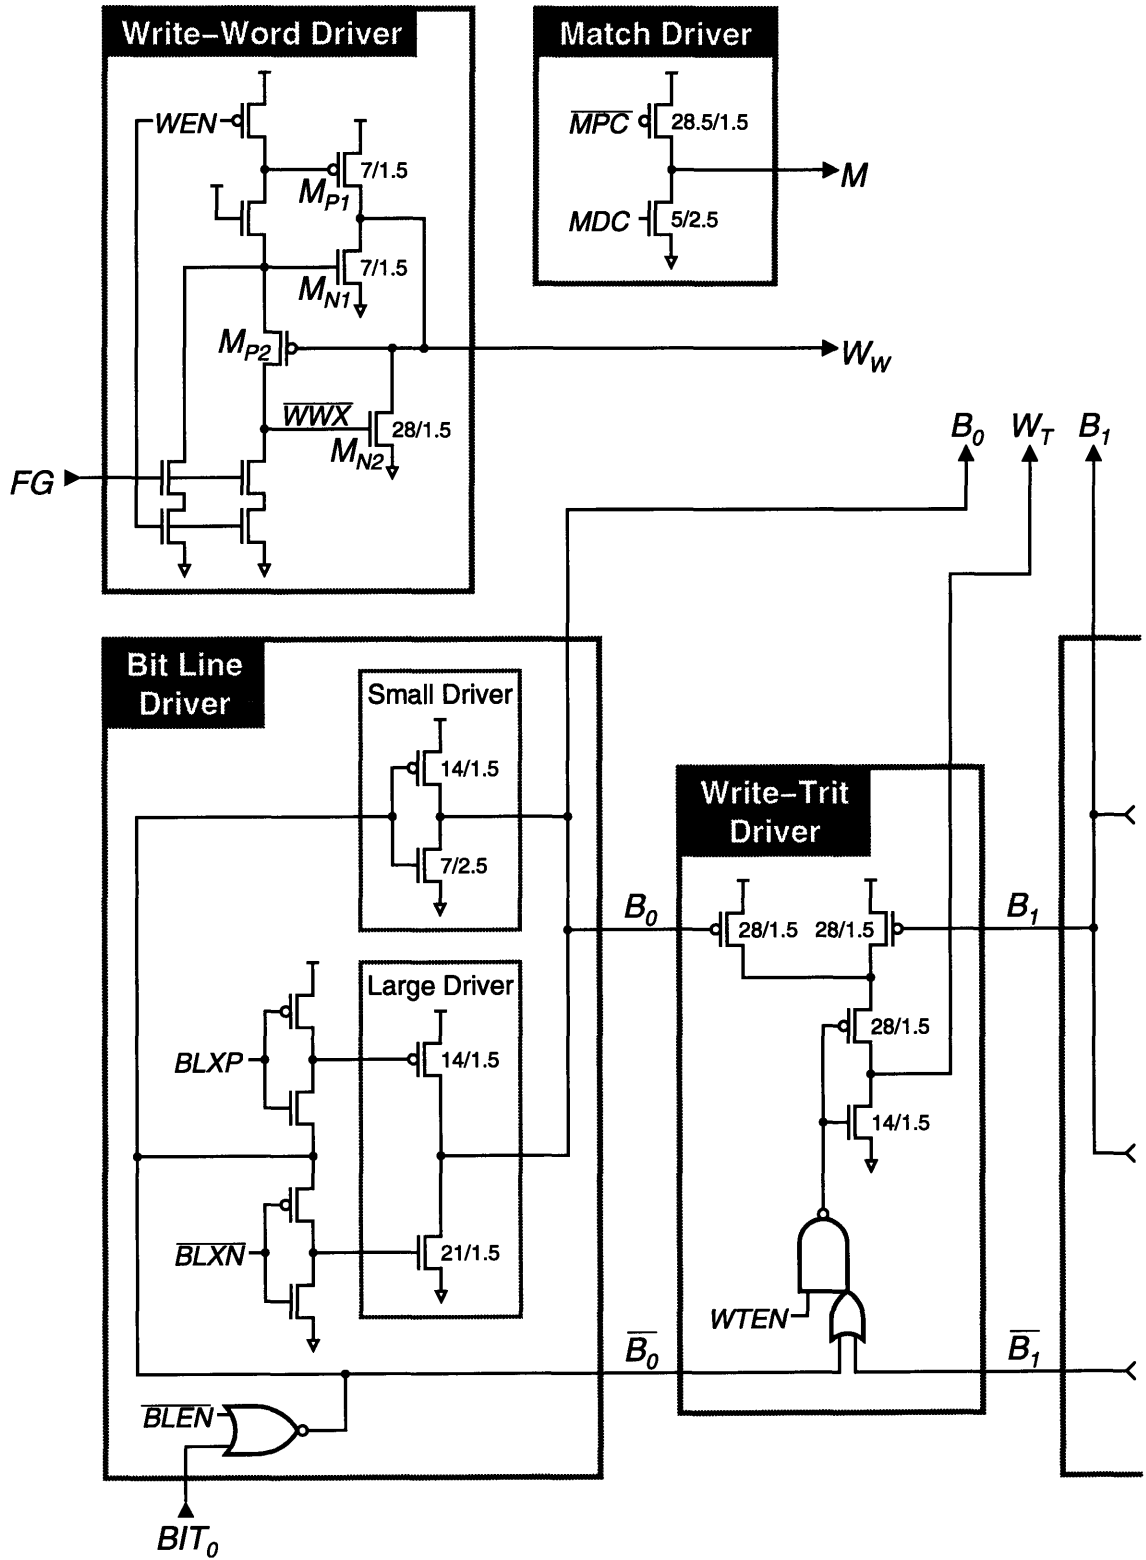 Write–Word Driver
Match Driver
WEN
7/1.5
M_P1
M_N1
7/1.5
M_P2
W_W
WWX
28/1.5
M_N2
FG
MPC
28.5/1.5
M
MDC
5/2.5
B_0
W_T
B_1
Bit Line
Driver
Small Driver
14/1.5
7/2.5
Large Driver
14/1.5
BLXP
BLXN
21/1.5
BLEN
BIT_0
Write–Trit
Driver
B_0
28/1.5
28/1.5
B_1
28/1.5
14/1.5
WTEN
B_0
B_1